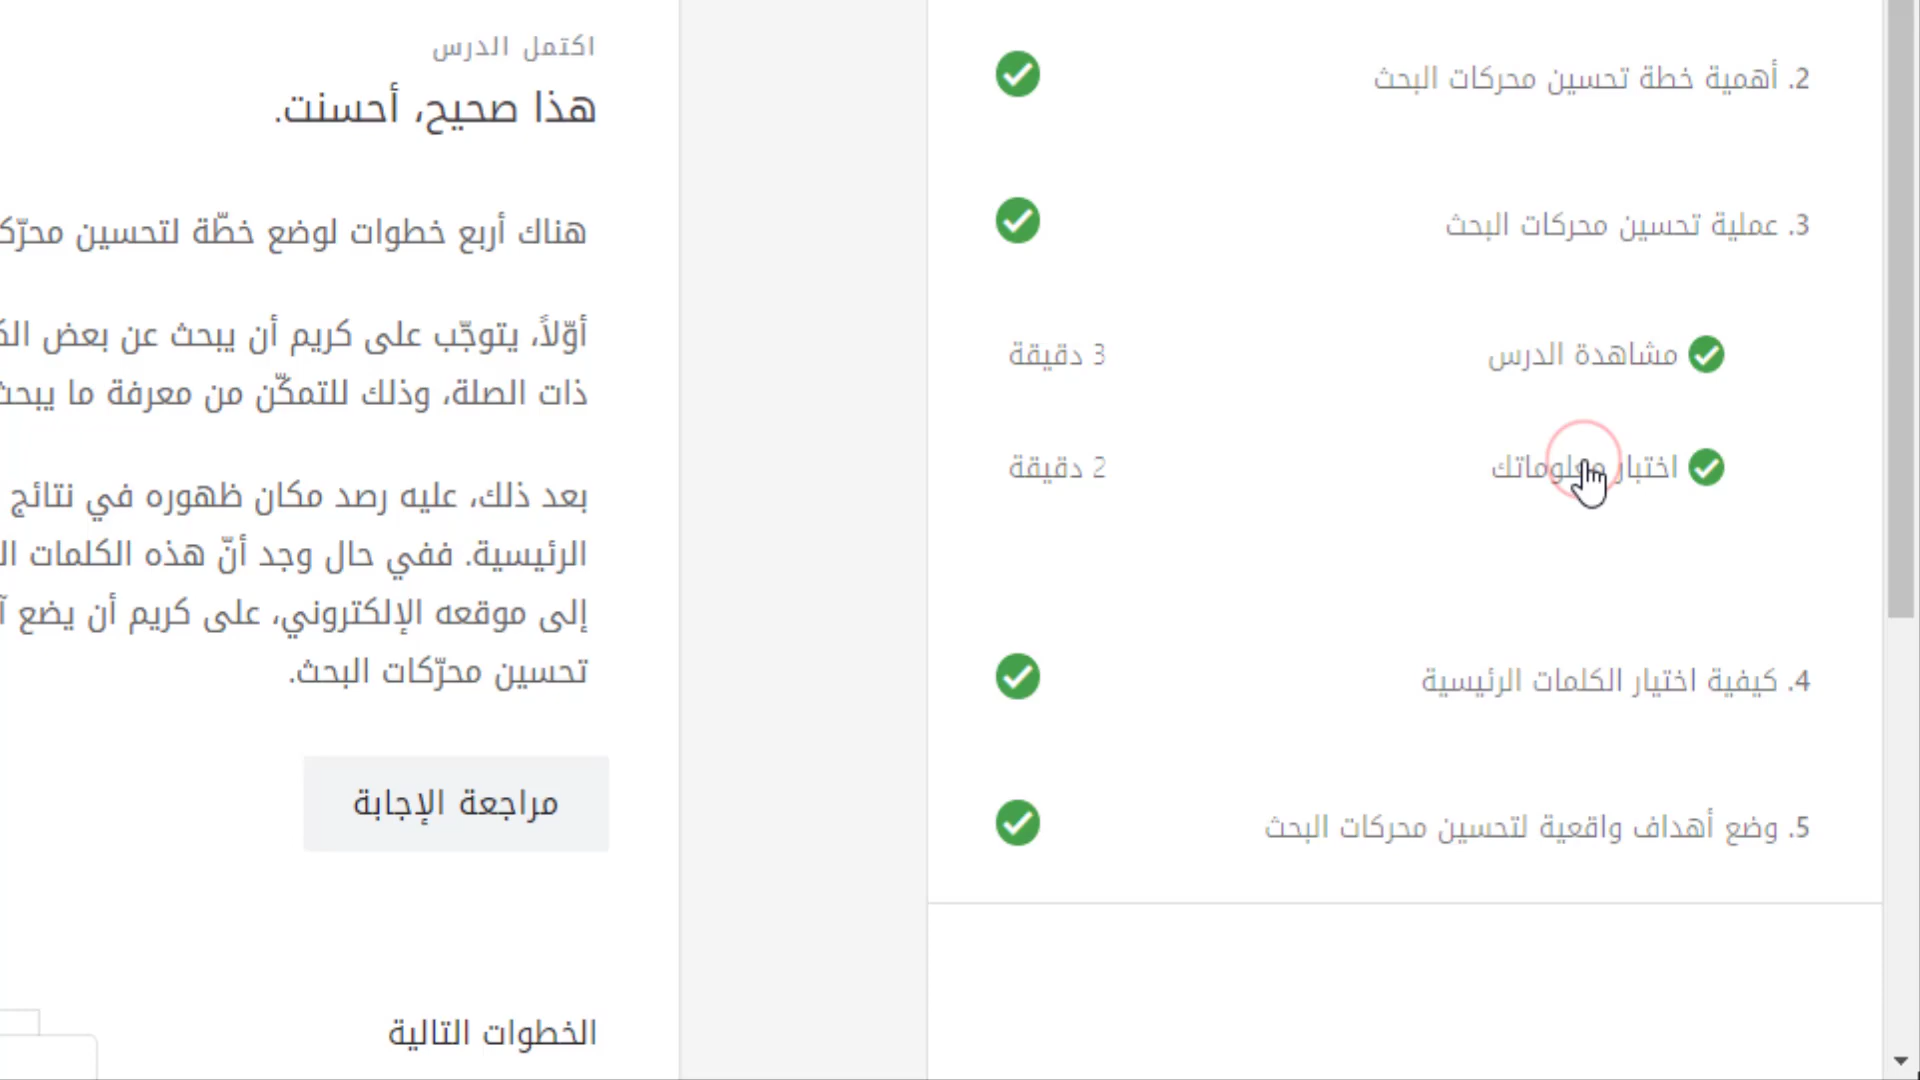 2. أهمية خطة تحسين محركات البحث
3. عملية تحسين محركات البحث
مشاهدة الدرس
3 دقيقة
اختبار معلوماتك
2 دقيقة
4. كيفية اختيار الكلمات الرئيسية
5. وضع أهداف واقعية لتحسين محركات البحث
اكتمل الدرس
هذا صحيح، أحسنت.
هناك أربع خطوات لوضع خطّة لتحسين
أوّلاً، يتوجّب على كريم أن يبحث عن بعض
ذات الصلة، وذلك للتمكّن من معرفة ما
بعد ذلك، عليه رصد مكان ظهوره في نتائج
الرئيسية. ففي حال وجد أنّ هذه الكلمات
إلى موقعه الإلكتروني، على كريم أن يضع
تحسين محرّكات البحث.
مراجعة الإجابة
الخطوات التالية